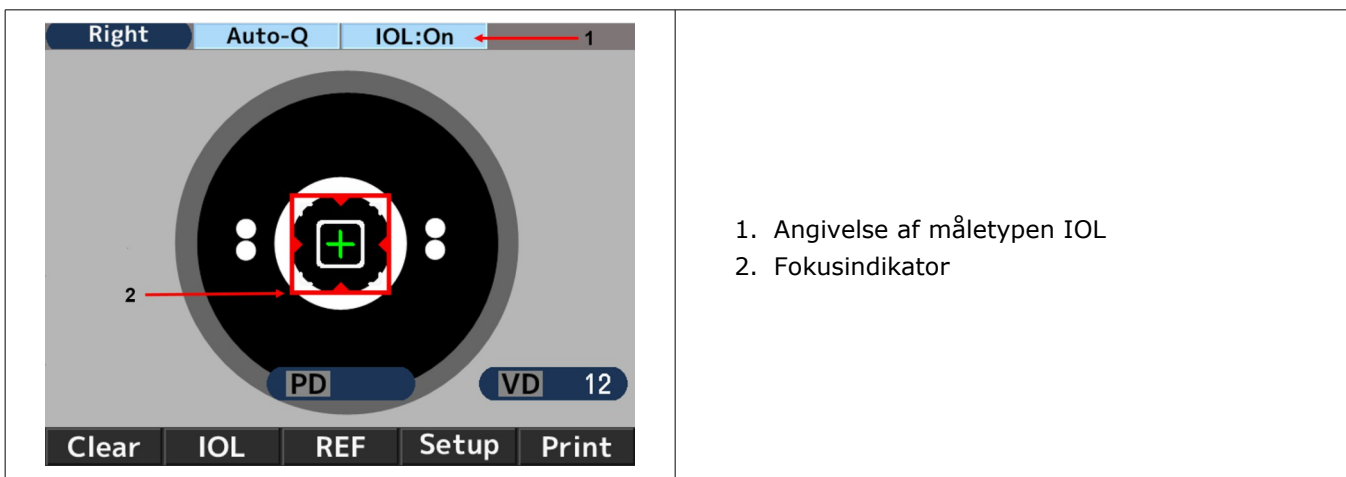 Right Auto-Q IOL:On 1
2
PD VD 12
Clear IOL REF Setup Print
1. Angivelse af måletypen IOL
2. Fokusindikator